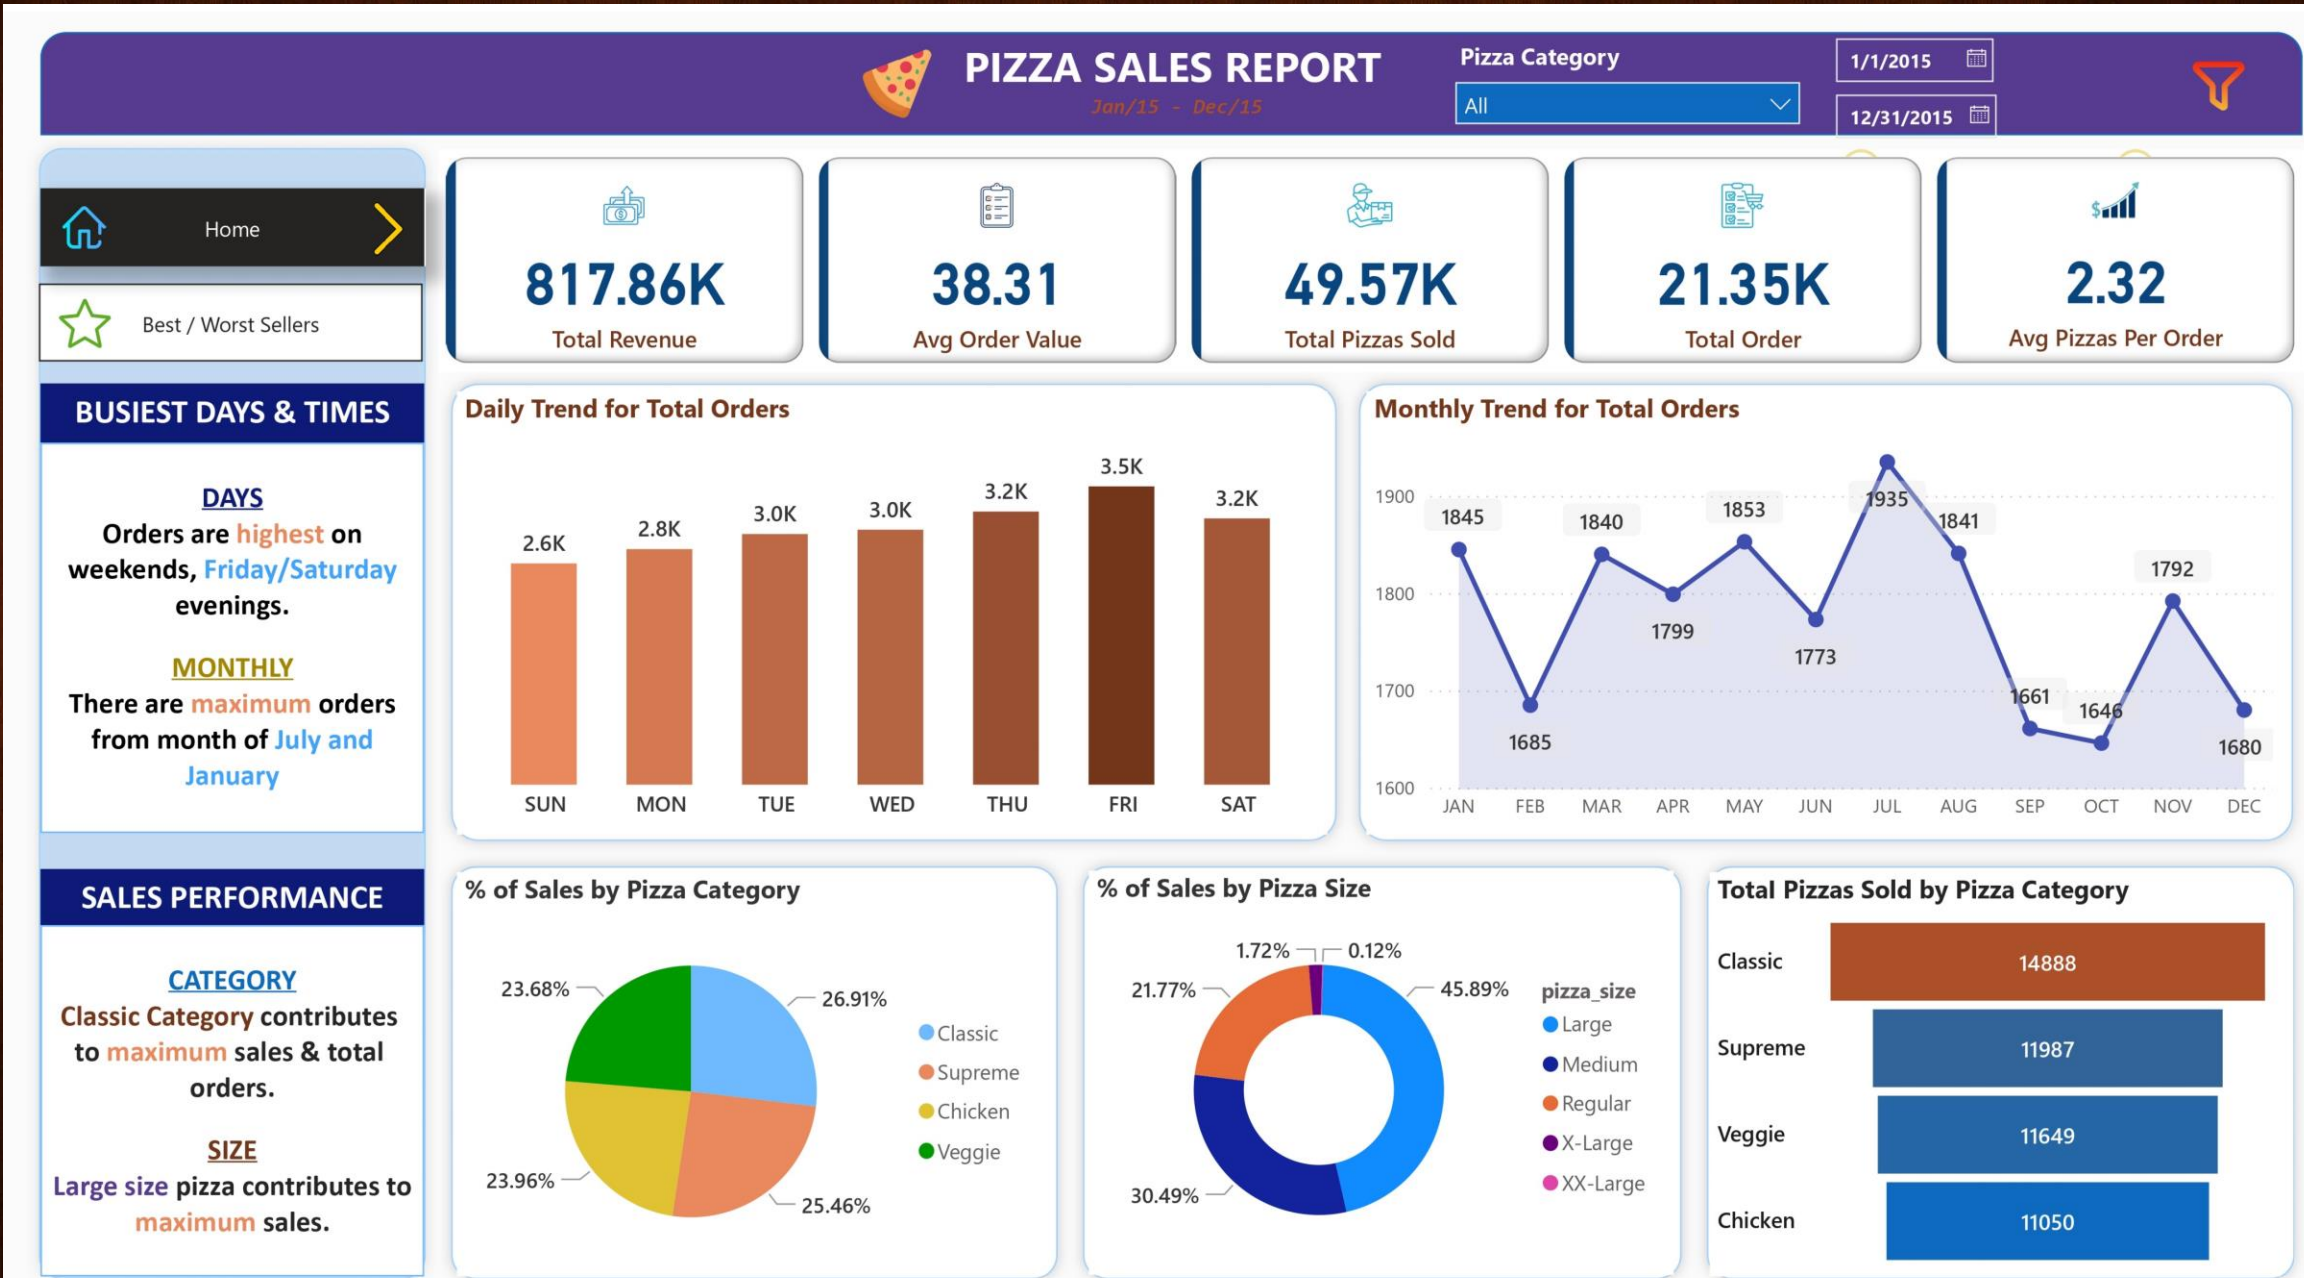 PIZZA SALES REPORT
Jan/15 - Dec/15
Pizza Category
All
1/1/2015
12/31/2015
Home
Best / Worst Sellers
817.86K
Total Revenue
38.31
Avg Order Value
49.57K
Total Pizzas Sold
21.35K
Total Order
2.32
Avg Pizzas Per Order
BUSIEST DAYS & TIMES
DAYS
Orders are highest on
weekends, Friday/Saturday
evenings.
MONTHLY
There are maximum orders
from month of July and
January
Daily Trend for Total Orders
2.6K
2.8K
3.0K
3.0K
3.2K
3.5K
3.2K
SUN MON TUE WED THU FRI SAT
Monthly Trend for Total Orders
1900
1800
1700
1600
1845
1685
1840
1799
1853
1773
1935
1841
1661
1646
1792
1680
JAN FEB MAR APR MAY JUN JUL AUG SEP OCT NOV DEC
SALES PERFORMANCE
CATEGORY
Classic Category contributes
to maximum sales & total
orders.
SIZE
Large size pizza contributes to
maximum sales.
% of Sales by Pizza Category
23.68%
26.91%
23.96%
25.46%
Classic
Supreme
Chicken
Veggie
% of Sales by Pizza Size
1.72%
0.12%
21.77%
45.89%
30.49%
pizza_size
Large
Medium
Regular
X-Large
XX-Large
Total Pizzas Sold by Pizza Category
Classic 14888
Supreme 11987
Veggie 11649
Chicken 11050